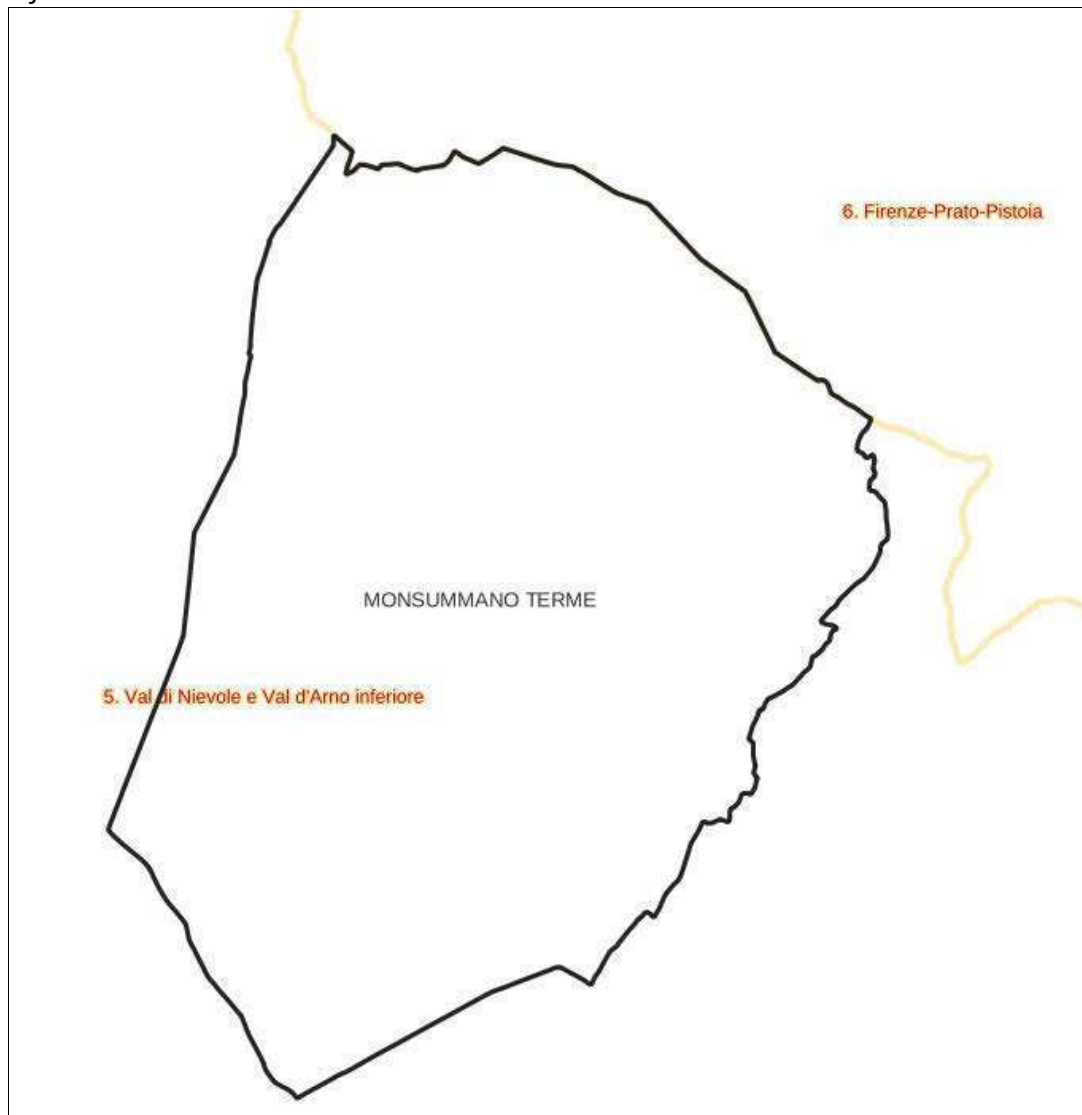 6. Firenze-Prato-Pistoia
MONSUMMANO TERME
5. Val di Nievole e Val d'Arno inferiore